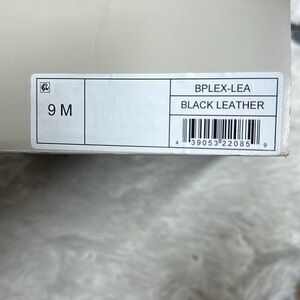 9 M
BPLEX-LEA
BLACK LEATHER
4 39053 22085 9